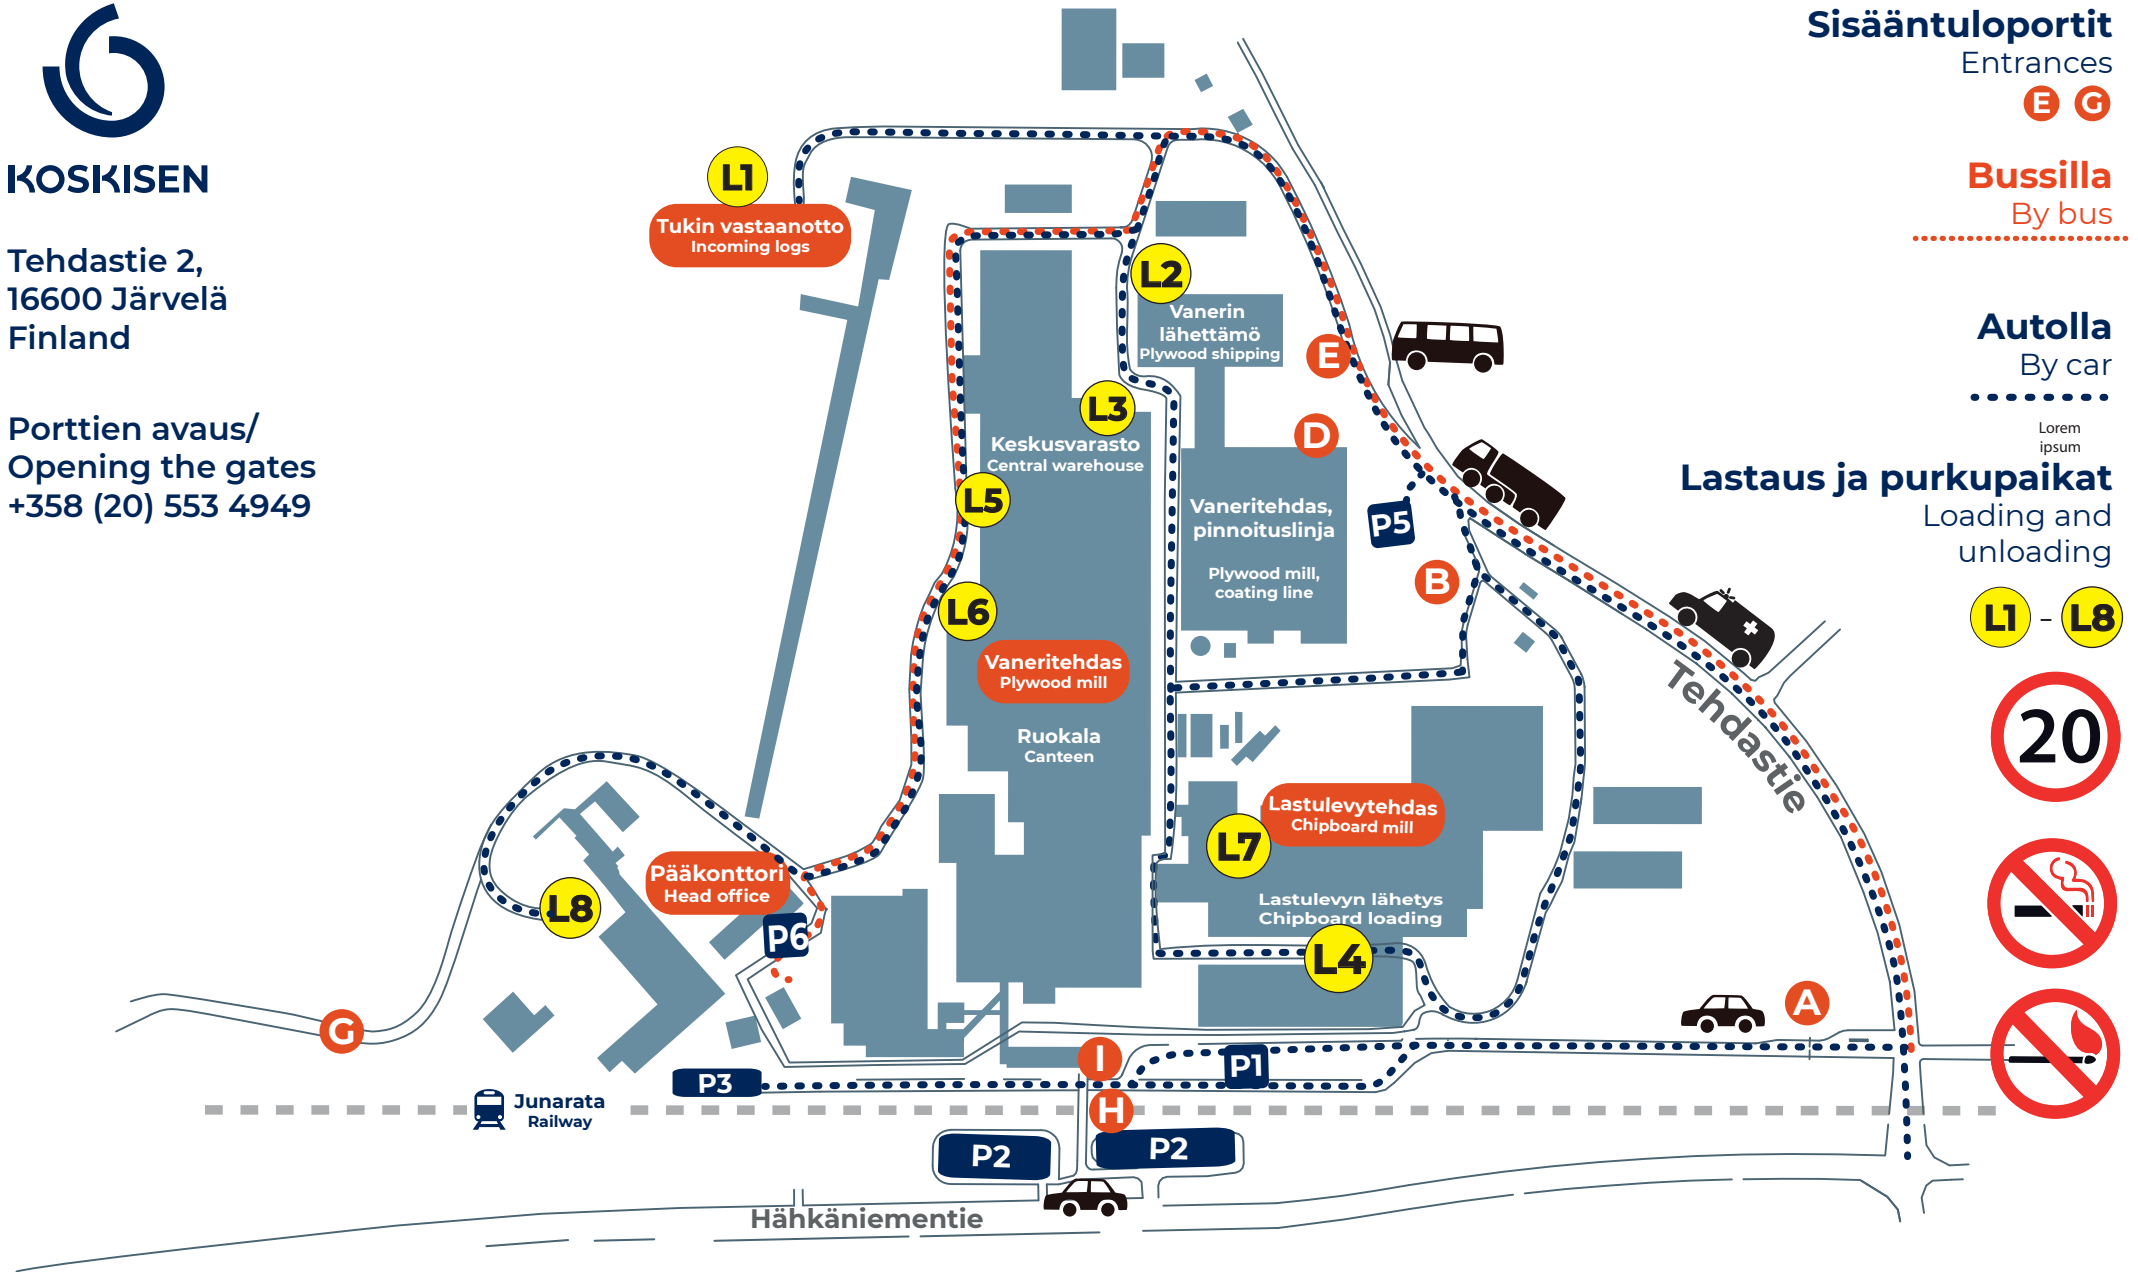 KOSKISEN
Tehdastie 2,
16600 Järvelä
Finland
Porttien avaus/
Opening the gates
+358 (20) 553 4949
Sisääntuloportit
Entrances
E G
Bussilla
By bus
Autolla
By car
Lorem
ipsum
Lastaus ja purkupaikat
Loading and
unloading
L1 - L8
20
L1
Tukin vastaanotto
Incoming logs
L2
Vanerin
lähettämö
Plywood shipping
E
L3
D
Keskusvarasto
Central warehouse
L5
Vaneritehdas,
pinnoituslinja
Plywood mill,
coating line
P5
B
L6
Vaneritehdas
Plywood mill
Ruokala
Canteen
Tehdastie
Lastulevytehdas
Chipboard mill
L7
Pääkonttori
Head office
L8
P6
Lastulevyn lähetys
Chipboard loading
L4
G
A
I
P1
P3
H
Junarata
Railway
P2
P2
Hähkäniementie